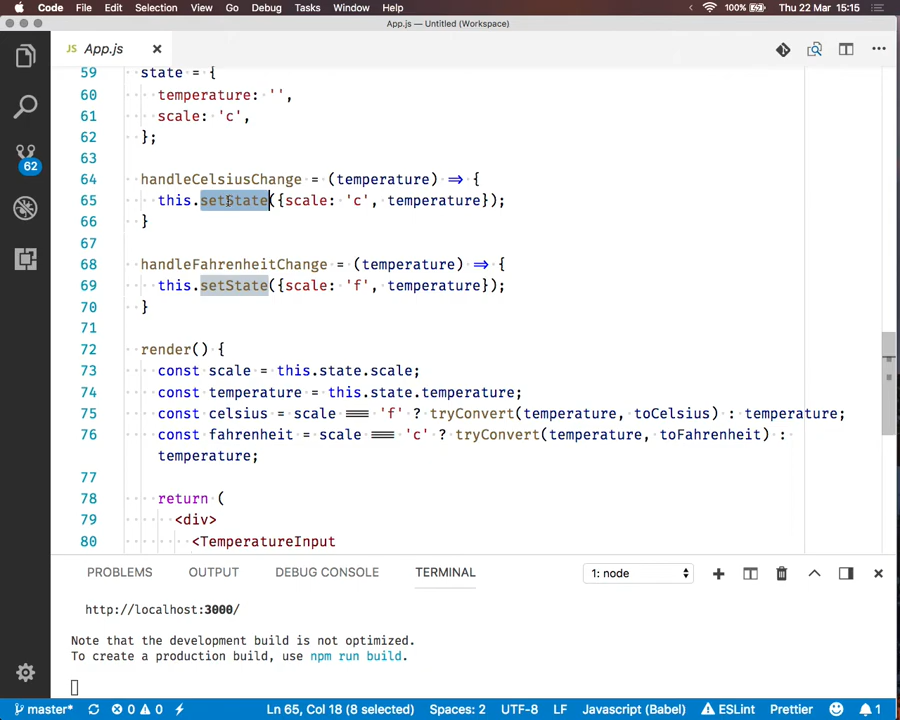 Code File Edit Selection View Go Debug Tasks Window Help 100% Thu 22 Mar 15:15
App.js — Untitled (Workspace)
JS App.js
59 state = {
60 temperature: '',
61 scale: 'c',
62 };
63
64 handleCelsiusChange = (temperature) => {
65 this.setState({scale: 'c', temperature});
66 }
67
68 handleFahrenheitChange = (temperature) => {
69 this.setState({scale: 'f', temperature});
70 }
71
72 render() {
73 const scale = this.state.scale;
74 const temperature = this.state.temperature;
75 const celsius = scale === 'f' ? tryConvert(temperature, toCelsius) : temperature;
76 const fahrenheit = scale === 'c' ? tryConvert(temperature, toFahrenheit) :
temperature;
77
78 return (
79 <div>
80 <TemperatureInput
62
PROBLEMS OUTPUT DEBUG CONSOLE TERMINAL 1: node
http://localhost:3000/
Note that the development build is not optimized.
To create a production build, use npm run build.
master* 0 0 Ln 65, Col 18 (8 selected) Spaces: 2 UTF-8 LF Javascript (Babel) ESLint Prettier 1